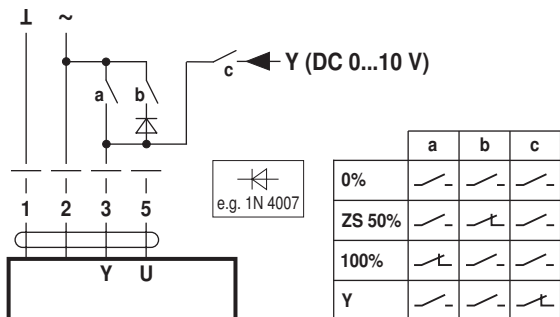 ⊥ ~
a b c Y (DC 0...10 V)
1 2 3 5
Y U
e.g. 1N 4007
a b c
0%
ZS 50%
100%
Y